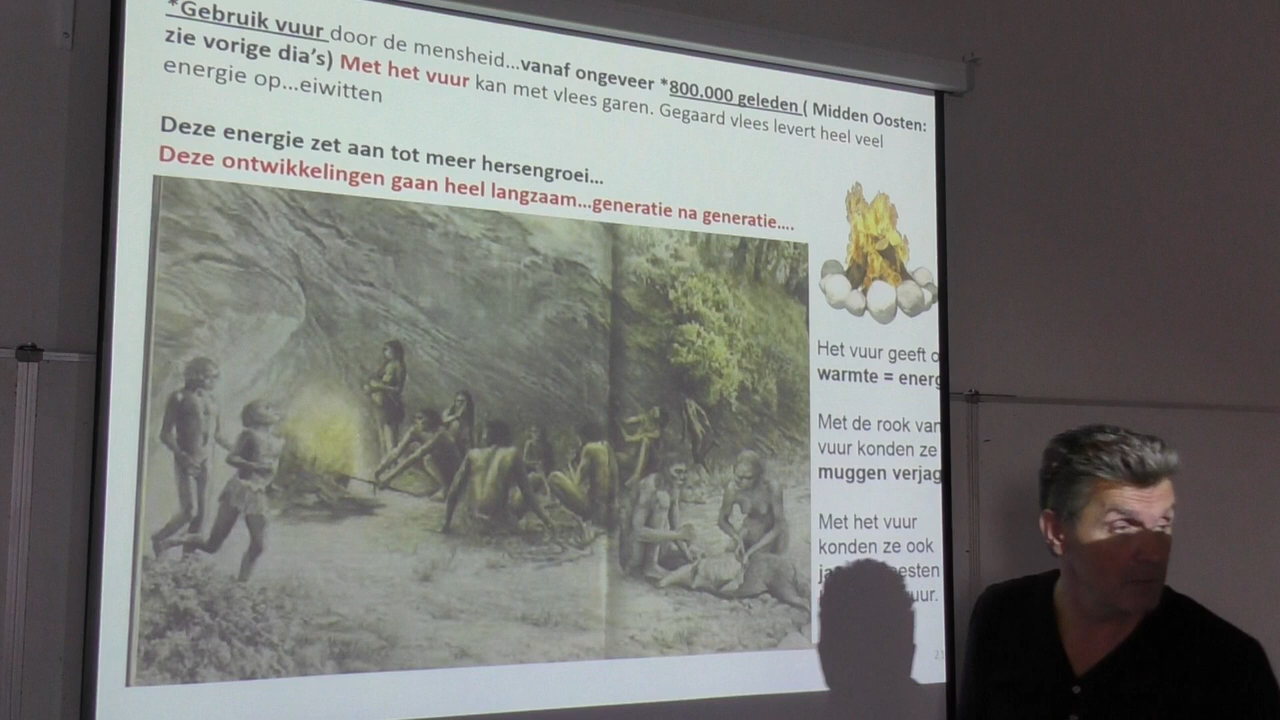 *Gebruik vuur door de mensheid...vanaf ongeveer *800.000 geleden ( Midden Oosten:
zie vorige dia's) Met het vuur kan met vlees garen. Gegaard vlees levert heel veel
energie op...eiwitten
Deze energie zet aan tot meer hersengroei...
Deze ontwikkelingen gaan heel langzaam...generatie na generatie....
Het vuur geeft
warmte =
Met de rook
vuur konden ze
muggen
Met het vuur
konden ze ook